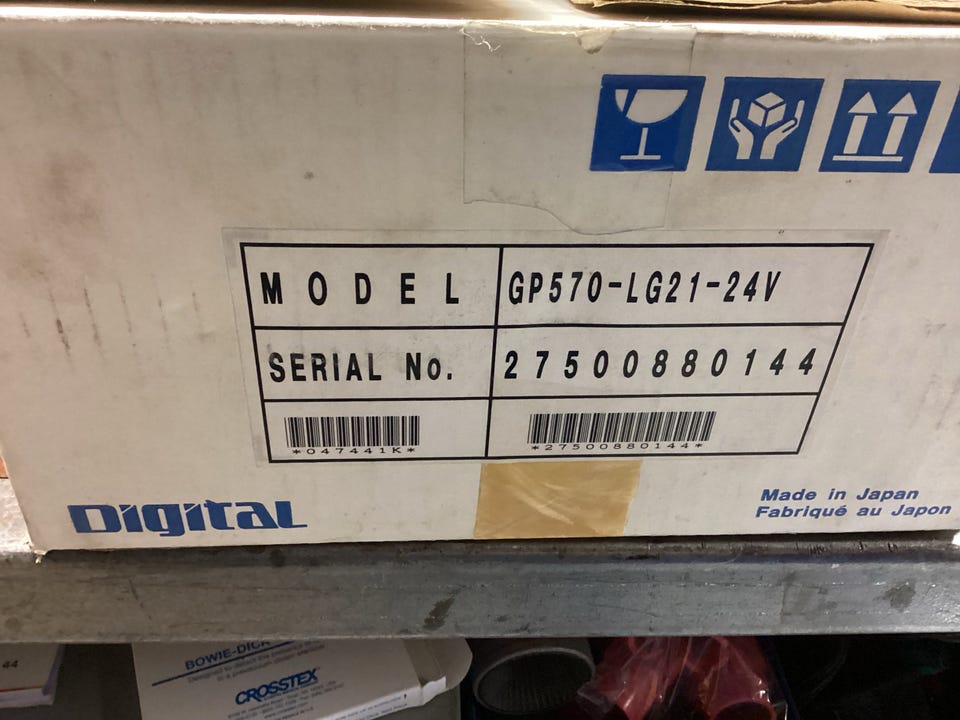 MODEL GP570-LG21-24V
SERIAL No. 27500880144
*047441K* *27500880144*
Digital
Made in Japan
Fabriqué au Japon
44
BOWIE-DICK
CROSSTEX